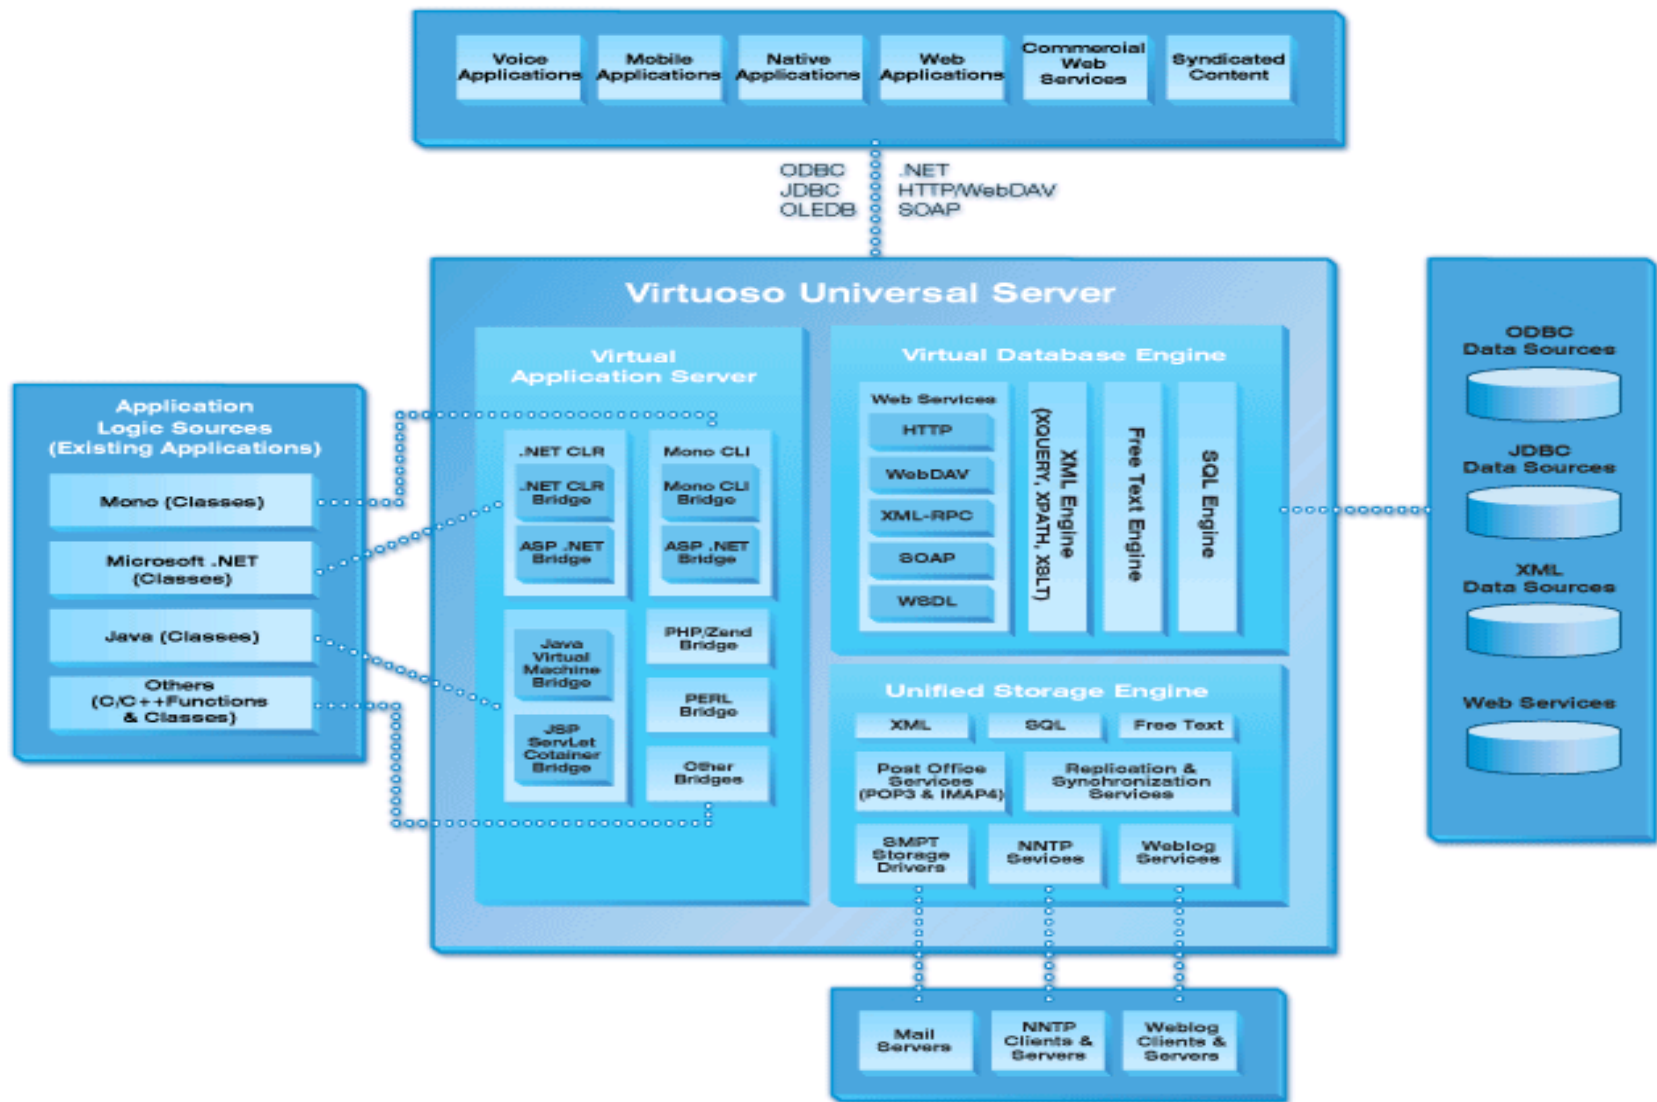 Voice
Applications
Mobile
Applications
Native
Applications
Web
Applications
Commercial
Web
Services
Syndicated
Content
ODBC
JDBC
OLEDB
.NET
HTTP/WebDAV
SOAP
Virtuoso Universal Server
Application
Logic Sources
(Existing Applications)
Mono (Classes)
Microsoft .NET
(Classes)
Java (Classes)
Others
(C/C++Functions
& Classes)
Virtual
Application Server
.NET CLR
.NET CLR
Bridge
ASP .NET
Bridge
Mono CLI
Mono CLI
Bridge
ASP .NET
Bridge
Java
Virtual
Machine
Bridge
JSP
ServLet
Cotainer
Bridge
PHP/Zend
Bridge
PERL
Bridge
Other
Bridges
Virtual Database Engine
Web Services
HTTP
WebDAV
XML-RPC
SOAP
WSDL
XML Engine
(XQUERY, XPATH, XSLT)
Free Text Engine
SQL Engine
Unified Storage Engine
XML
SQL
Free Text
Post Office
Services
(POP3 & IMAP4)
Replication &
Synchronization
Services
SMPT
Storage
Drivers
NNTP
Sevices
Weblog
Services
ODBC
Data Sources
JDBC
Data Sources
XML
Data Sources
Web Services
Mail
Servers
NNTP
Clients &
Servers
Weblog
Clients &
Servers